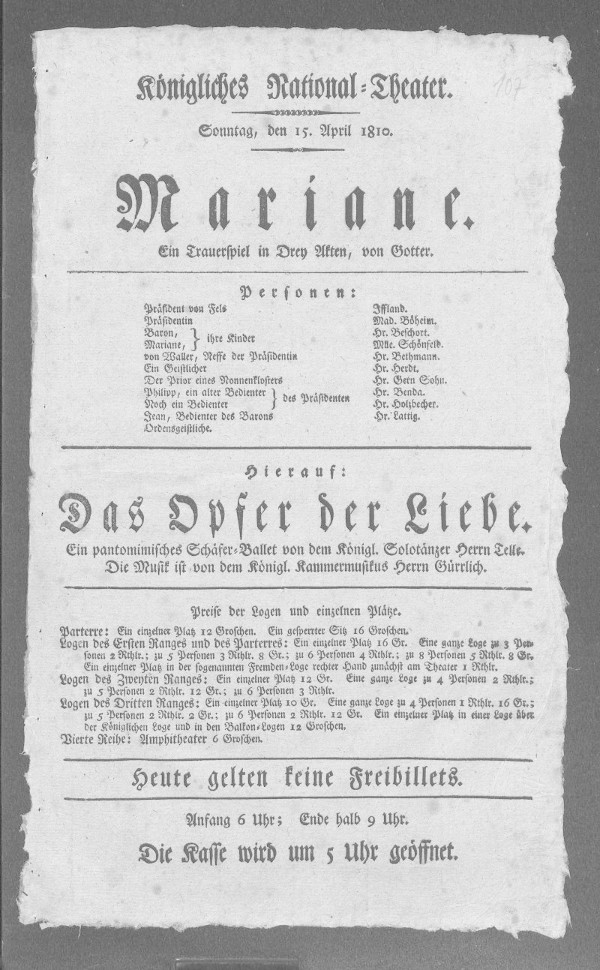 107
Königliches National-Theater.
Sonntag, den 15. April 1810.
Mariane.
Ein Trauerspiel in Drey Akten, von Gotter.
Personen:
Präsident von Fels Iffland.
Präsidentin Mad. Böheim.
Baron, Hr. Beschort.
Mariane, } ihre Kinder Mlle. Schönfeld.
von Waller, Neffe der Präsidentin Hr. Bethmann.
Ein Geistlicher Hr. Herdt.
Der Prior eines Nonnenklosters Hr. Gern Sohn.
Philipp, ein alter Bedienter Hr. Benda.
Noch ein Bedienter } des Präsidenten Hr. Holzbecher.
Jean, Bedienter des Barons Hr. Lattig.
Ordensgeistliche.
Hierauf:
Das Opfer der Liebe.
Ein pantomimisches Schäfer-Ballet von dem Königl. Solotänzer Herrn Telle.
Die Musik ist von dem Königl. Kammermusikus Herrn Gürrlich.
Preise der Logen und einzelnen Plätze.
Parterre: Ein einzelner Platz 12 Groschen. Ein gesperrter Sitz 16 Groschen.
Logen des Ersten Ranges und des Parterres: Ein einzelner Platz 16 Gr. Eine ganze Loge zu 3 Per-
sonen 2 Rthlr.; zu 5 Personen 3 Rthlr. 8 Gr.; zu 6 Personen 4 Rthlr.; zu 8 Personen 5 Rthlr. 8 Gr.
Ein einzelner Platz in der sogenannten Fremden-Loge rechter Hand zunächst am Theater 1 Rthlr.
Logen des Zweyten Ranges: Ein einzelner Platz 12 Gr. Eine ganze Loge zu 4 Personen 2 Rthlr.;
zu 5 Personen 2 Rthlr. 12 Gr.; zu 6 Personen 3 Rthlr.
Logen des Dritten Ranges: Ein einzelner Platz 10 Gr. Eine ganze Loge zu 4 Personen 1 Rthlr. 16 Gr.;
zu 5 Personen 2 Rthlr. 2 Gr.; zu 6 Personen 2 Rthlr. 12 Gr. Ein einzelner Platz in einer Loge über
der Königlichen Loge und in den Balkon-Logen 12 Groschen.
Vierte Reihe: Amphitheater 6 Groschen.
Heute gelten keine Freibillets.
Anfang 6 Uhr; Ende halb 9 Uhr.
Die Kasse wird um 5 Uhr geöffnet.